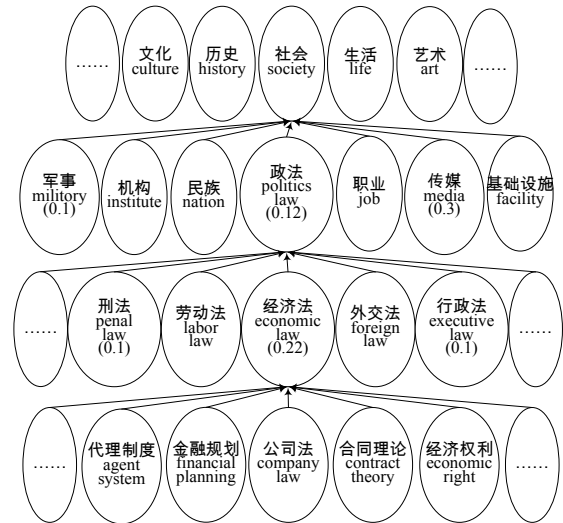 ……
文化
culture
历史
history
社会
society
生活
life
艺术
art
……
军事
militory
(0.1)
机构
institute
民族
nation
政法
politics
law
(0.12)
职业
job
传媒
media
(0.3)
基础设施
facility
……
刑法
penal
law
(0.1)
劳动法
labor
law
经济法
economic
law
(0.22)
外交法
foreign
law
行政法
executive
law
(0.1)
……
……
代理制度
agent
system
金融规划
financial
planning
公司法
company
law
合同理论
contract
theory
经济权利
economic
right
……